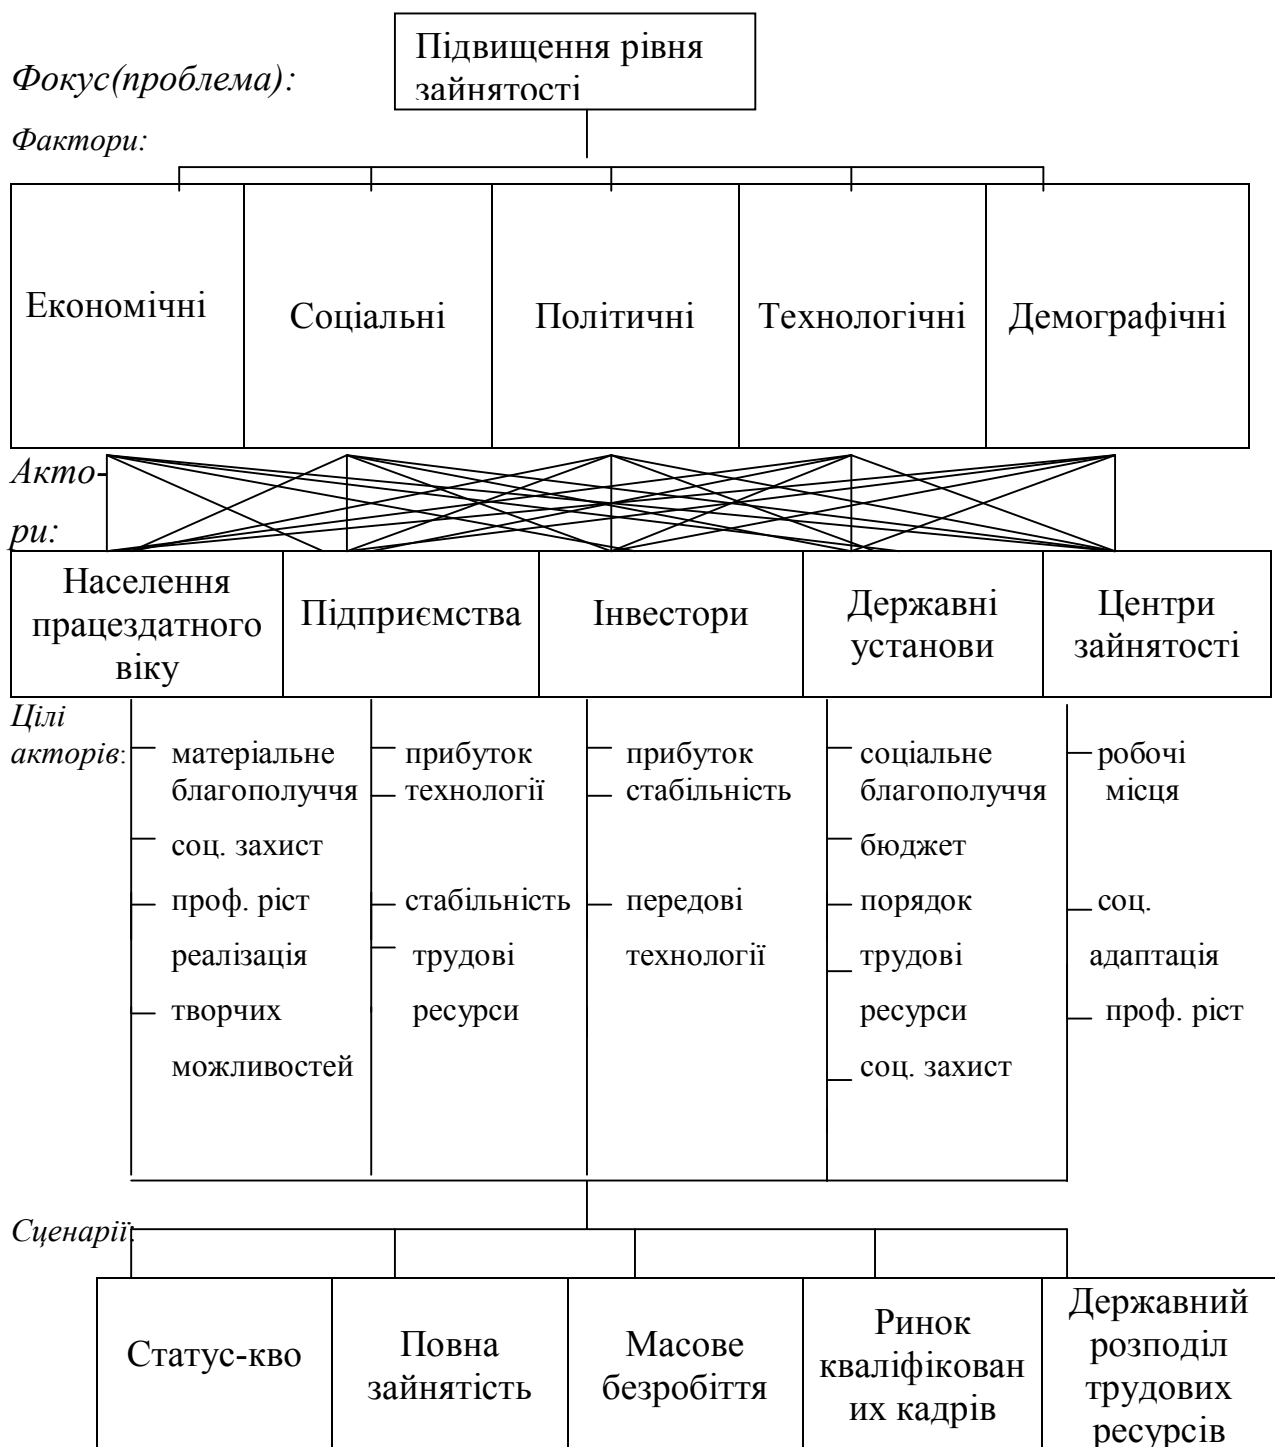 Підвищення рівня
зайнятості
Фокус(проблема):
Фактори:
Економічні
Соціальні
Політичні
Технологічні
Демографічні
Акто-
ри:
Населення
працездатного
віку
Підприємства
Інвестори
Державні
установи
Центри
зайнятості
Цілі
акторів:
матеріальне
благополуччя
соц. захист
проф. ріст
реалізація
творчих
можливостей
прибуток
технології
стабільність
трудові
ресурси
прибуток
стабільність
передові
технології
соціальне
благополуччя
бюджет
порядок
трудові
ресурси
соц. захист
робочі
місця
соц.
адаптація
проф. ріст
Сценарії:
Статус-кво
Повна
зайнятість
Масове
безробіття
Ринок
кваліфікован
их кадрів
Державний
розподіл
трудових
ресурсів